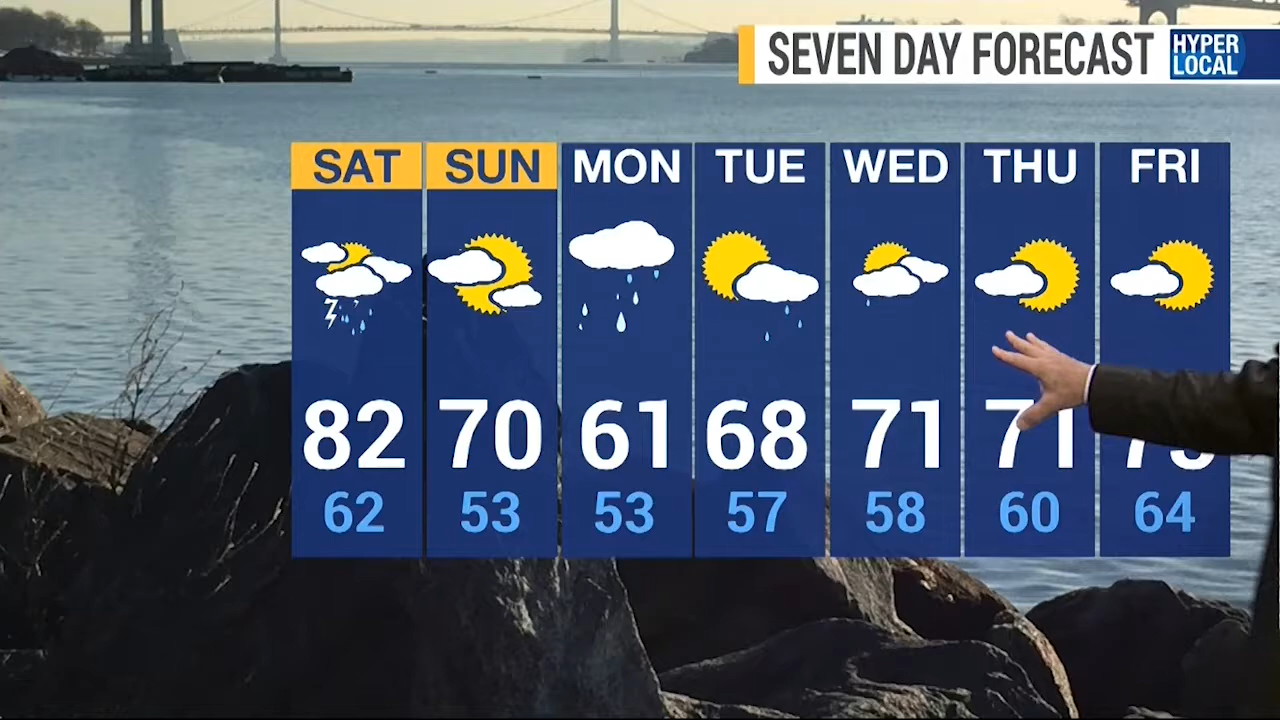 SEVEN DAY FORECAST
HYPER
LOCAL
SAT SUN MON TUE WED THU FRI
82 70 61 68 71 71
62 53 53 57 58 60 64